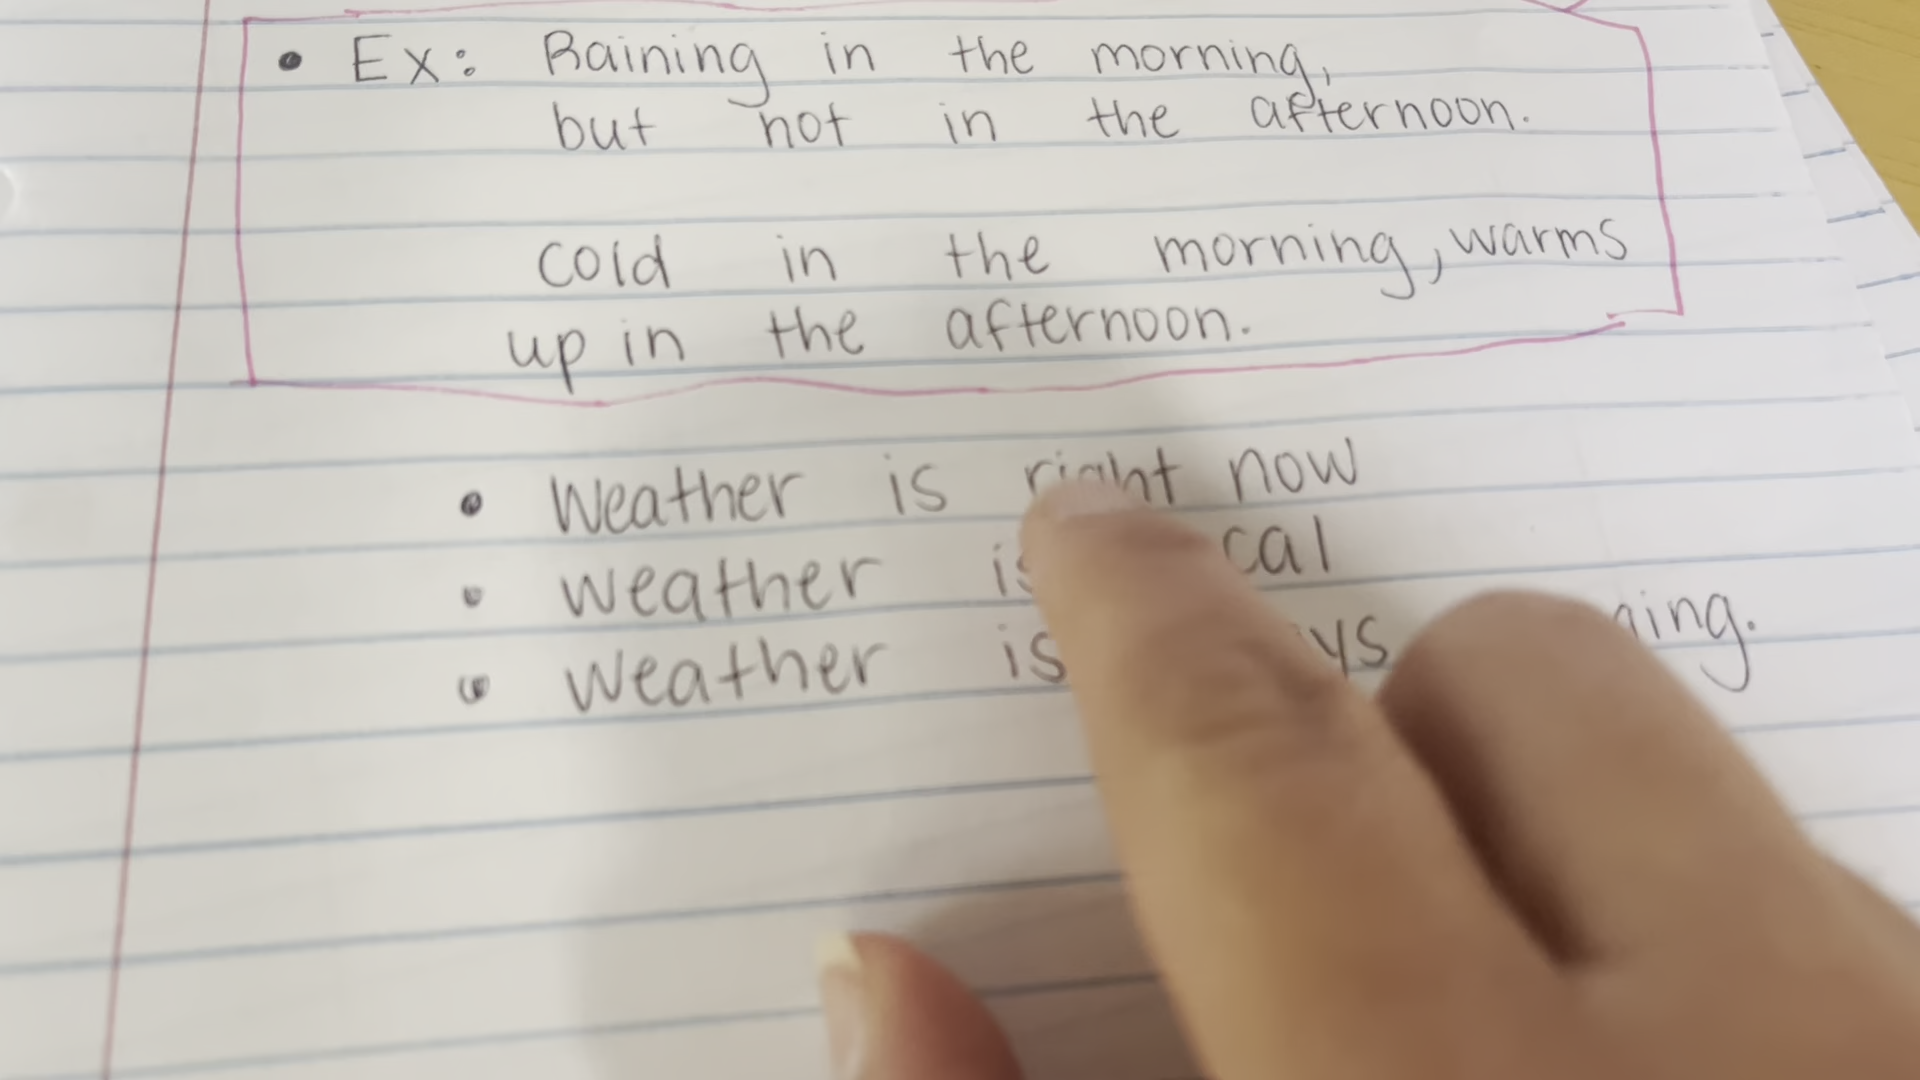 • Ex: Raining in the morning,
but not in the afternoon.
cold in the morning, warms
up in the afternoon.
• Weather is right now
• weather is
• weather is